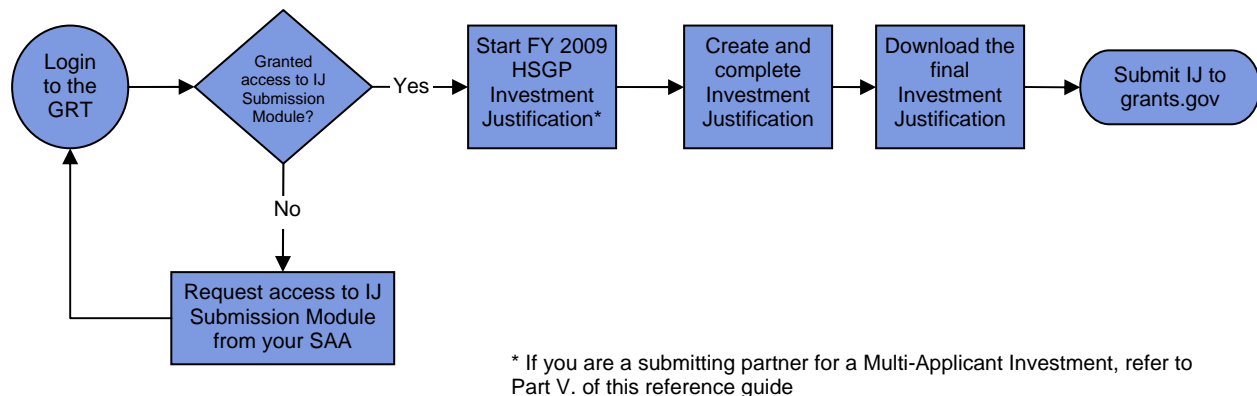 Login
to the
GRT
Granted
access to IJ
Submission
Module?
Yes
Start FY 2009
HSGP
Investment
Justification*
Create and
complete
Investment
Justification
Download the
final
Investment
Justification
Submit IJ to
grants.gov
No
Request access to IJ
Submission Module
from your SAA
* If you are a submitting partner for a Multi-Applicant Investment, refer to
Part V. of this reference guide